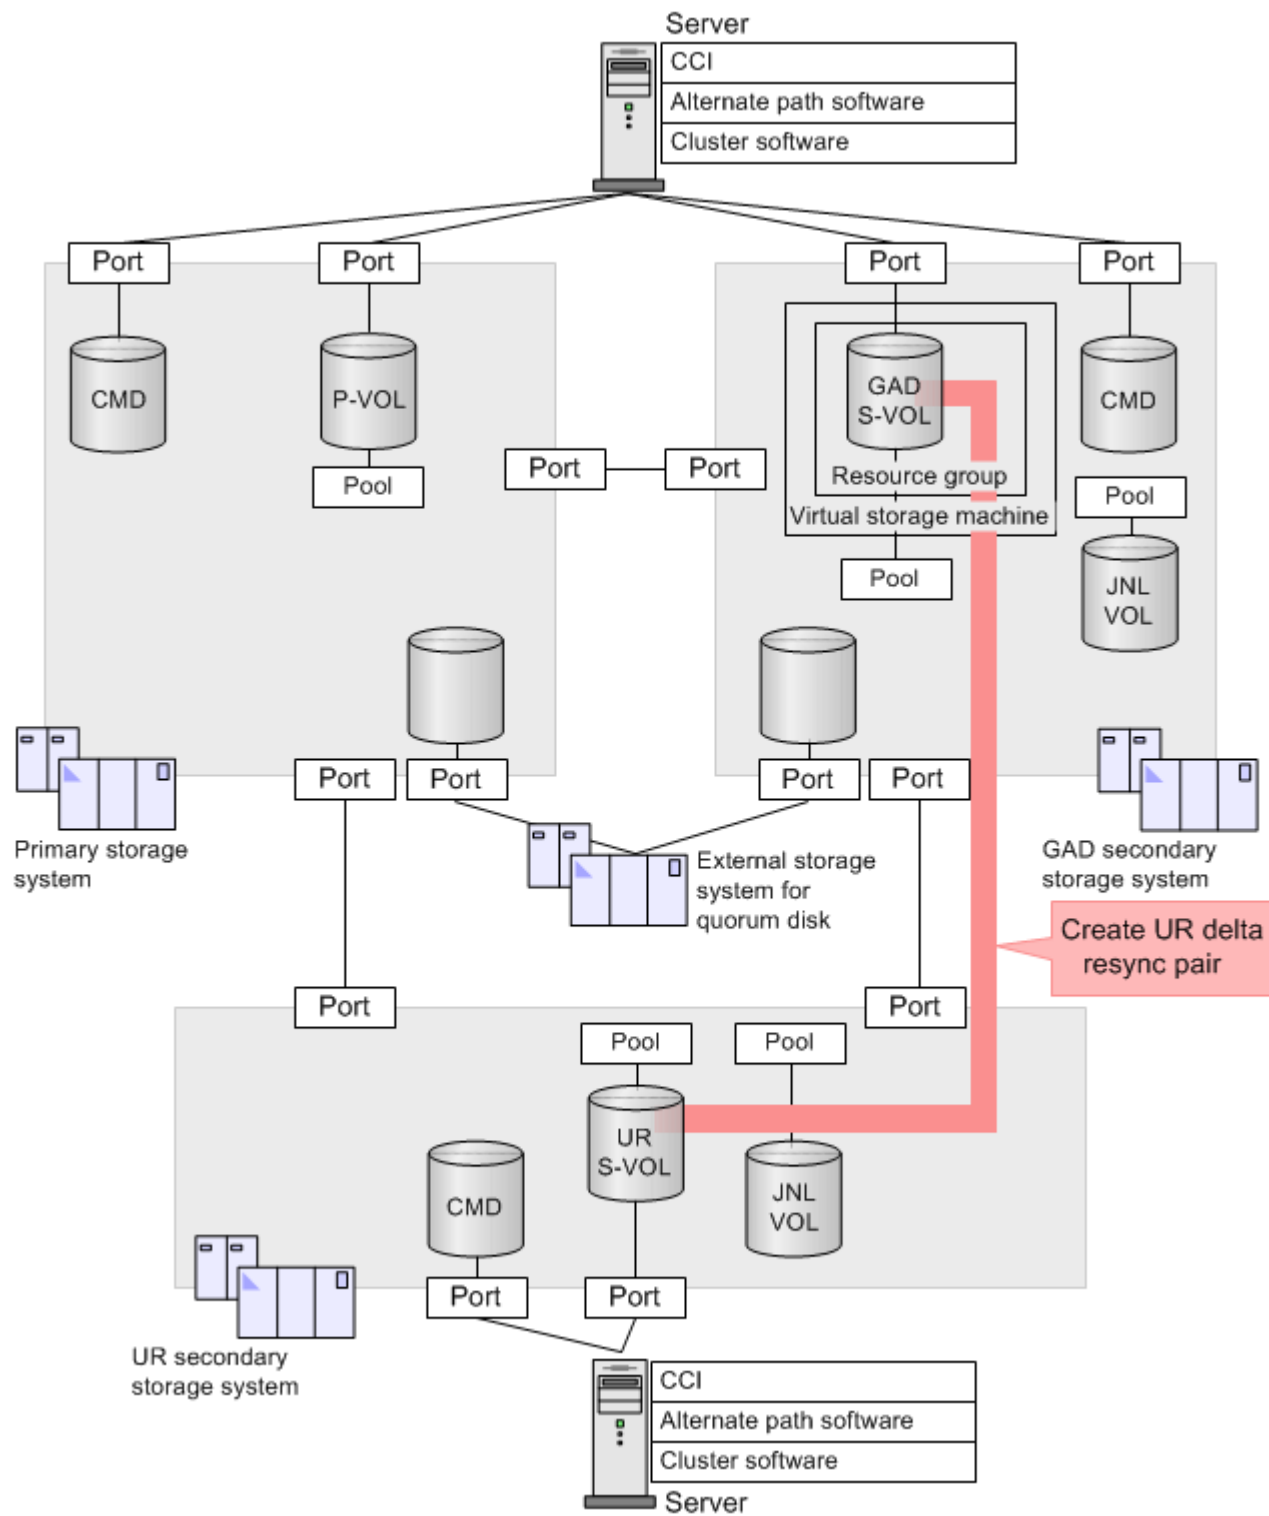 Server
CCI
Alternate path software
Cluster software
Port
Port
Port
Port
CMD
P-VOL
Pool
Port
Port
GAD
S-VOL
Resource group
Virtual storage machine
Pool
CMD
Pool
JNL
VOL
Port
Port
Port
Port
Primary storage
system
External storage
system for
quorum disk
GAD secondary
storage system
Create UR delta
resync pair
Port
Port
Pool
Pool
UR
S-VOL
CMD
JNL
VOL
Port
Port
UR secondary
storage system
CCI
Alternate path software
Cluster software
Server